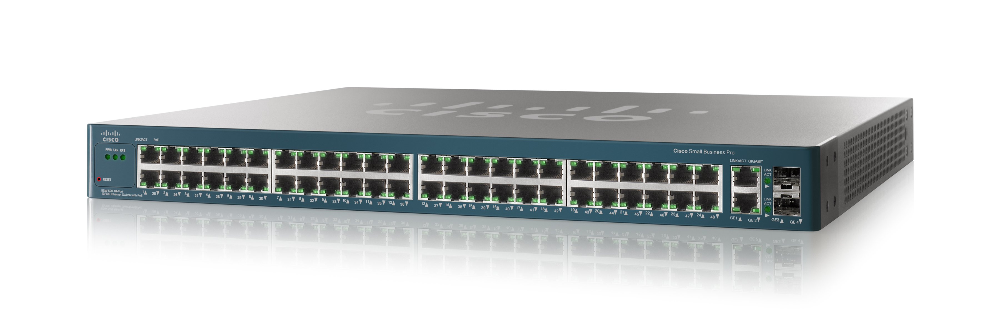 CISCO
CISCO
LINK/ACT PoE
PWR FAN RPS
RESET
ESW 520 48-Port
10/100 Ethernet Switch with PoE
1 25 2 26 3 27 4 28 5 29 6 30 7 31 8 32 9 33 10 34 11 35 12 36 13 37 14 38 15 39 16 40 17 41 18 42 19 43 20 44 21 45 22 46 23 47 24 48
Cisco Small Business Pro
LINK/ACT GIGABIT
LINK
ACT
LINK
ACT
GE1 GE 2 GE3 GE 4